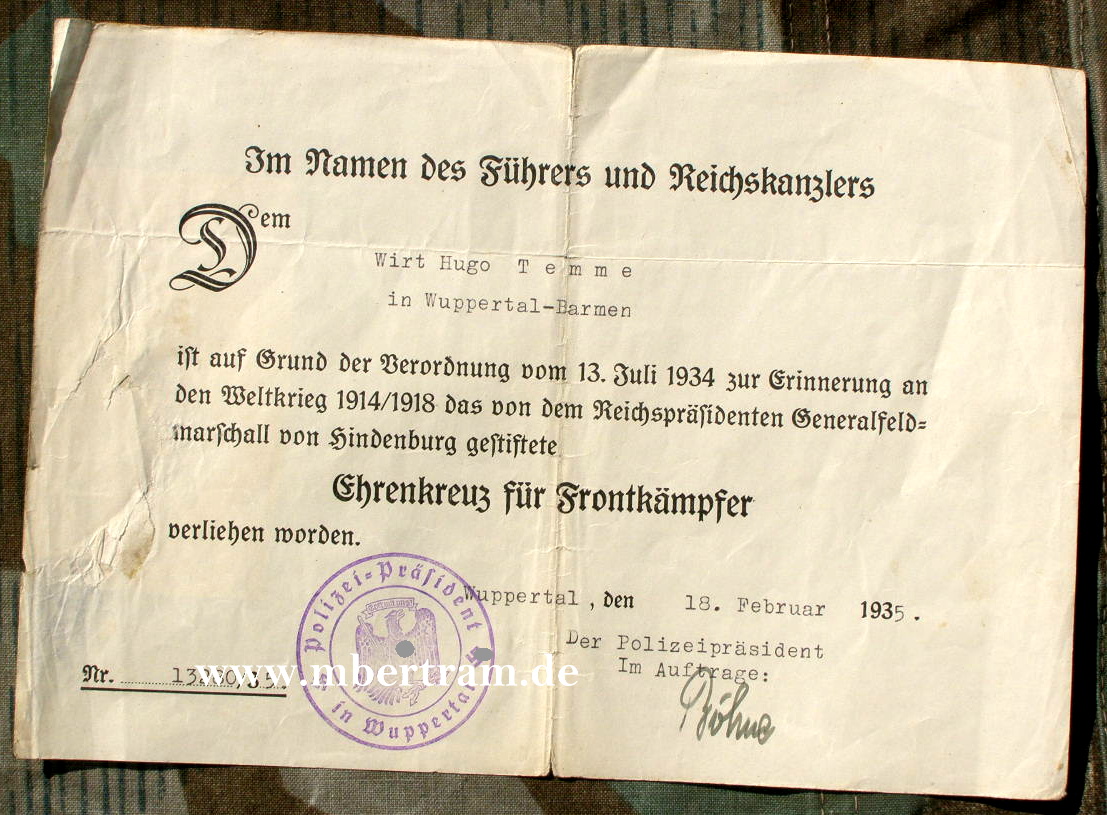 Im Namen des Führers und Reichskanzlers
Dem
Wirt Hugo Temme
in Wuppertal-Barmen
ist auf Grund der Verordnung vom 13. Juli 1934 zur Erinnerung an
den Weltkrieg 1914/1918 das von dem Reichspräsidenten Generalfeld=
marschall von Hindenburg gestiftete
Ehrenkreuz für Frontkämpfer
verliehen worden.
Wuppertal, den 18. Februar 1935.
Der Polizeipräsident
Im Auftrage:
Böhme
Nr.
Polizei=Präsident
in Wuppertal
www.mbertram.de